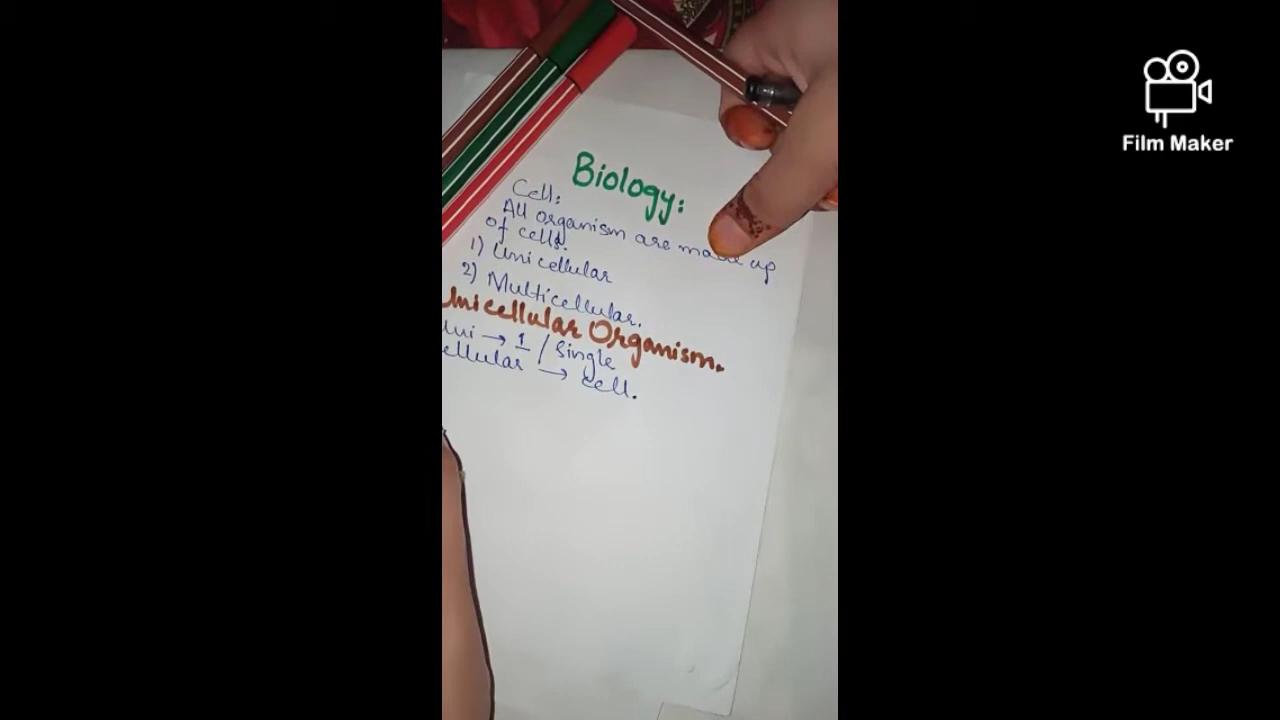 Biology:
Cell:
All organism are made up
of cells.
1) Unicellular
2) Multicellular.
Unicellular Organism.
Uni → 1 / Single
ellular → cell.
Film Maker